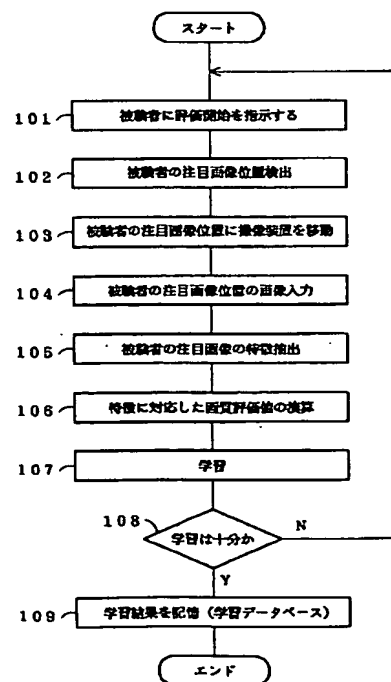 スタート
101
被験者に評価開始を指示する
102
被験者の注目画像位置検出
103
被験者の注目画像位置に撮像装置を移動
104
被験者の注目画像位置の画像入力
105
被験者の注目画像の特徴抽出
106
特徴に対応した画質評価値の演算
107
学習
108
学習は十分か
N
Y
109
学習結果を記憶（学習データベース）
エンド